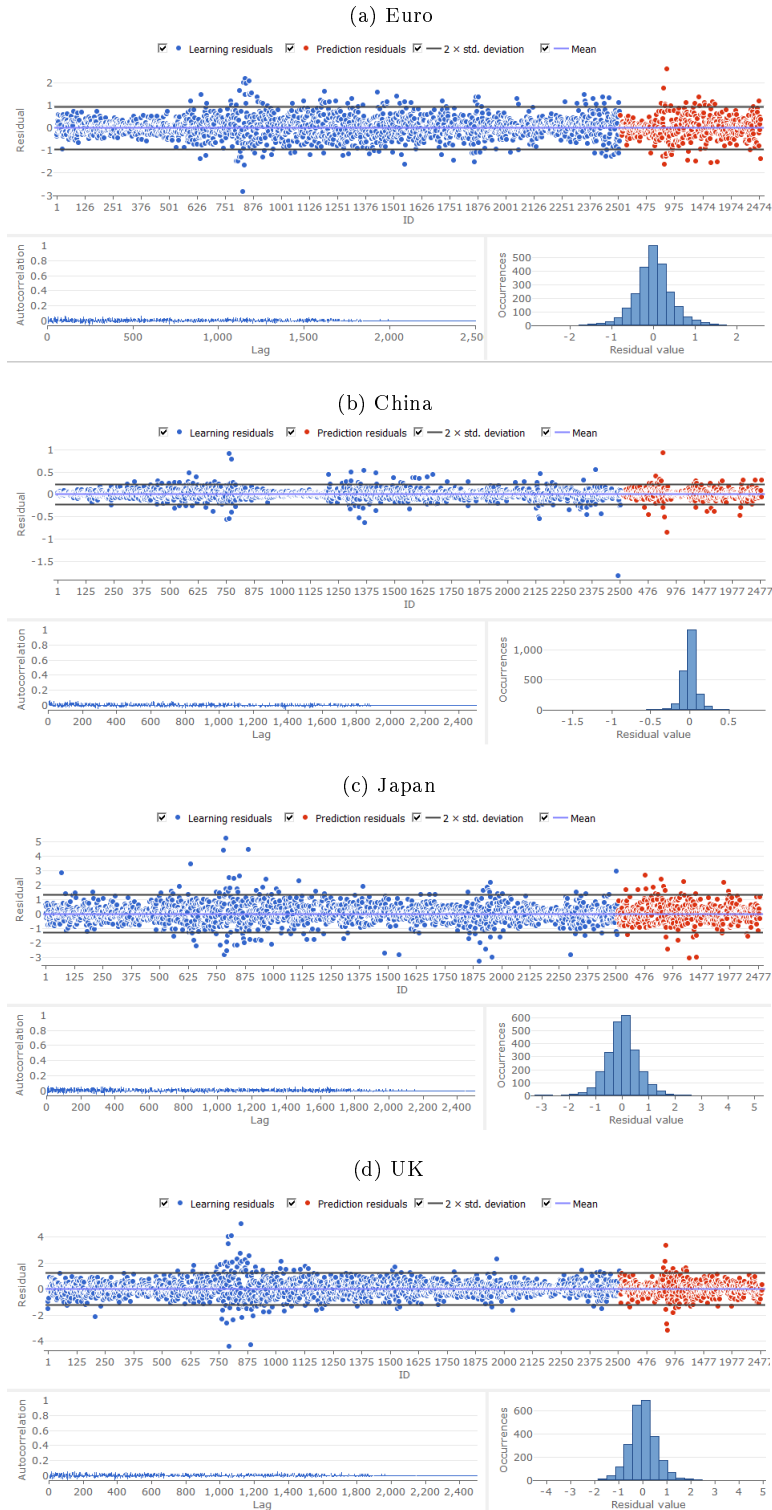 (a) Euro
Learning residuals Prediction residuals 2 × std. deviation Mean
Residual
2
1
0
-1
-2
-3
1 126 251 376 501 626 751 876 1001 1126 1251 1376 1501 1626 1751 1876 2001 2126 2251 2376 2501 475 975 1474 1974 2474
ID
Autocorrelation
1
0.8
0.6
0.4
0.2
0
0 500 1,000 1,500 2,000 2,50
Lag
Occurrences
500
400
300
200
100
0
-2 -1 0 1 2
Residual value
(b) China
Learning residuals Prediction residuals 2 × std. deviation Mean
Residual
1
0.5
0
-0.5
-1
-1.5
1 125 250 375 500 625 750 875 1000 1125 1250 1375 1500 1625 1750 1875 2000 2125 2250 2375 2500 476 976 1477 1977 2477
ID
Autocorrelation
1
0.8
0.6
0.4
0.2
0
0 200 400 600 800 1,000 1,200 1,400 1,600 1,800 2,000 2,200 2,400
Lag
Occurrences
1,000
500
0
-1.5 -1 -0.5 0 0.5
Residual value
(c) Japan
Learning residuals Prediction residuals 2 × std. deviation Mean
Residual
5
4
3
2
1
0
-1
-2
-3
1 125 250 375 500 625 750 875 1000 1125 1250 1375 1500 1625 1750 1875 2000 2125 2250 2375 2500 476 976 1477 1977 2477
ID
Autocorrelation
1
0.8
0.6
0.4
0.2
0
0 200 400 600 800 1,000 1,200 1,400 1,600 1,800 2,000 2,200 2,400
Lag
Occurrences
600
500
400
300
200
100
0
-3 -2 -1 0 1 2 3 4 5
Residual value
(d) UK
Learning residuals Prediction residuals 2 × std. deviation Mean
Residual
4
2
0
-2
-4
1 125 250 375 500 625 750 875 1000 1125 1250 1375 1500 1625 1750 1875 2000 2125 2250 2375 2500 476 976 1477 1977 2477
ID
Autocorrelation
1
0.8
0.6
0.4
0.2
0
0 200 400 600 800 1,000 1,200 1,400 1,600 1,800 2,000 2,200 2,400
Lag
Occurrences
600
400
200
0
-4 -3 -2 -1 0 1 2 3 4 5
Residual value